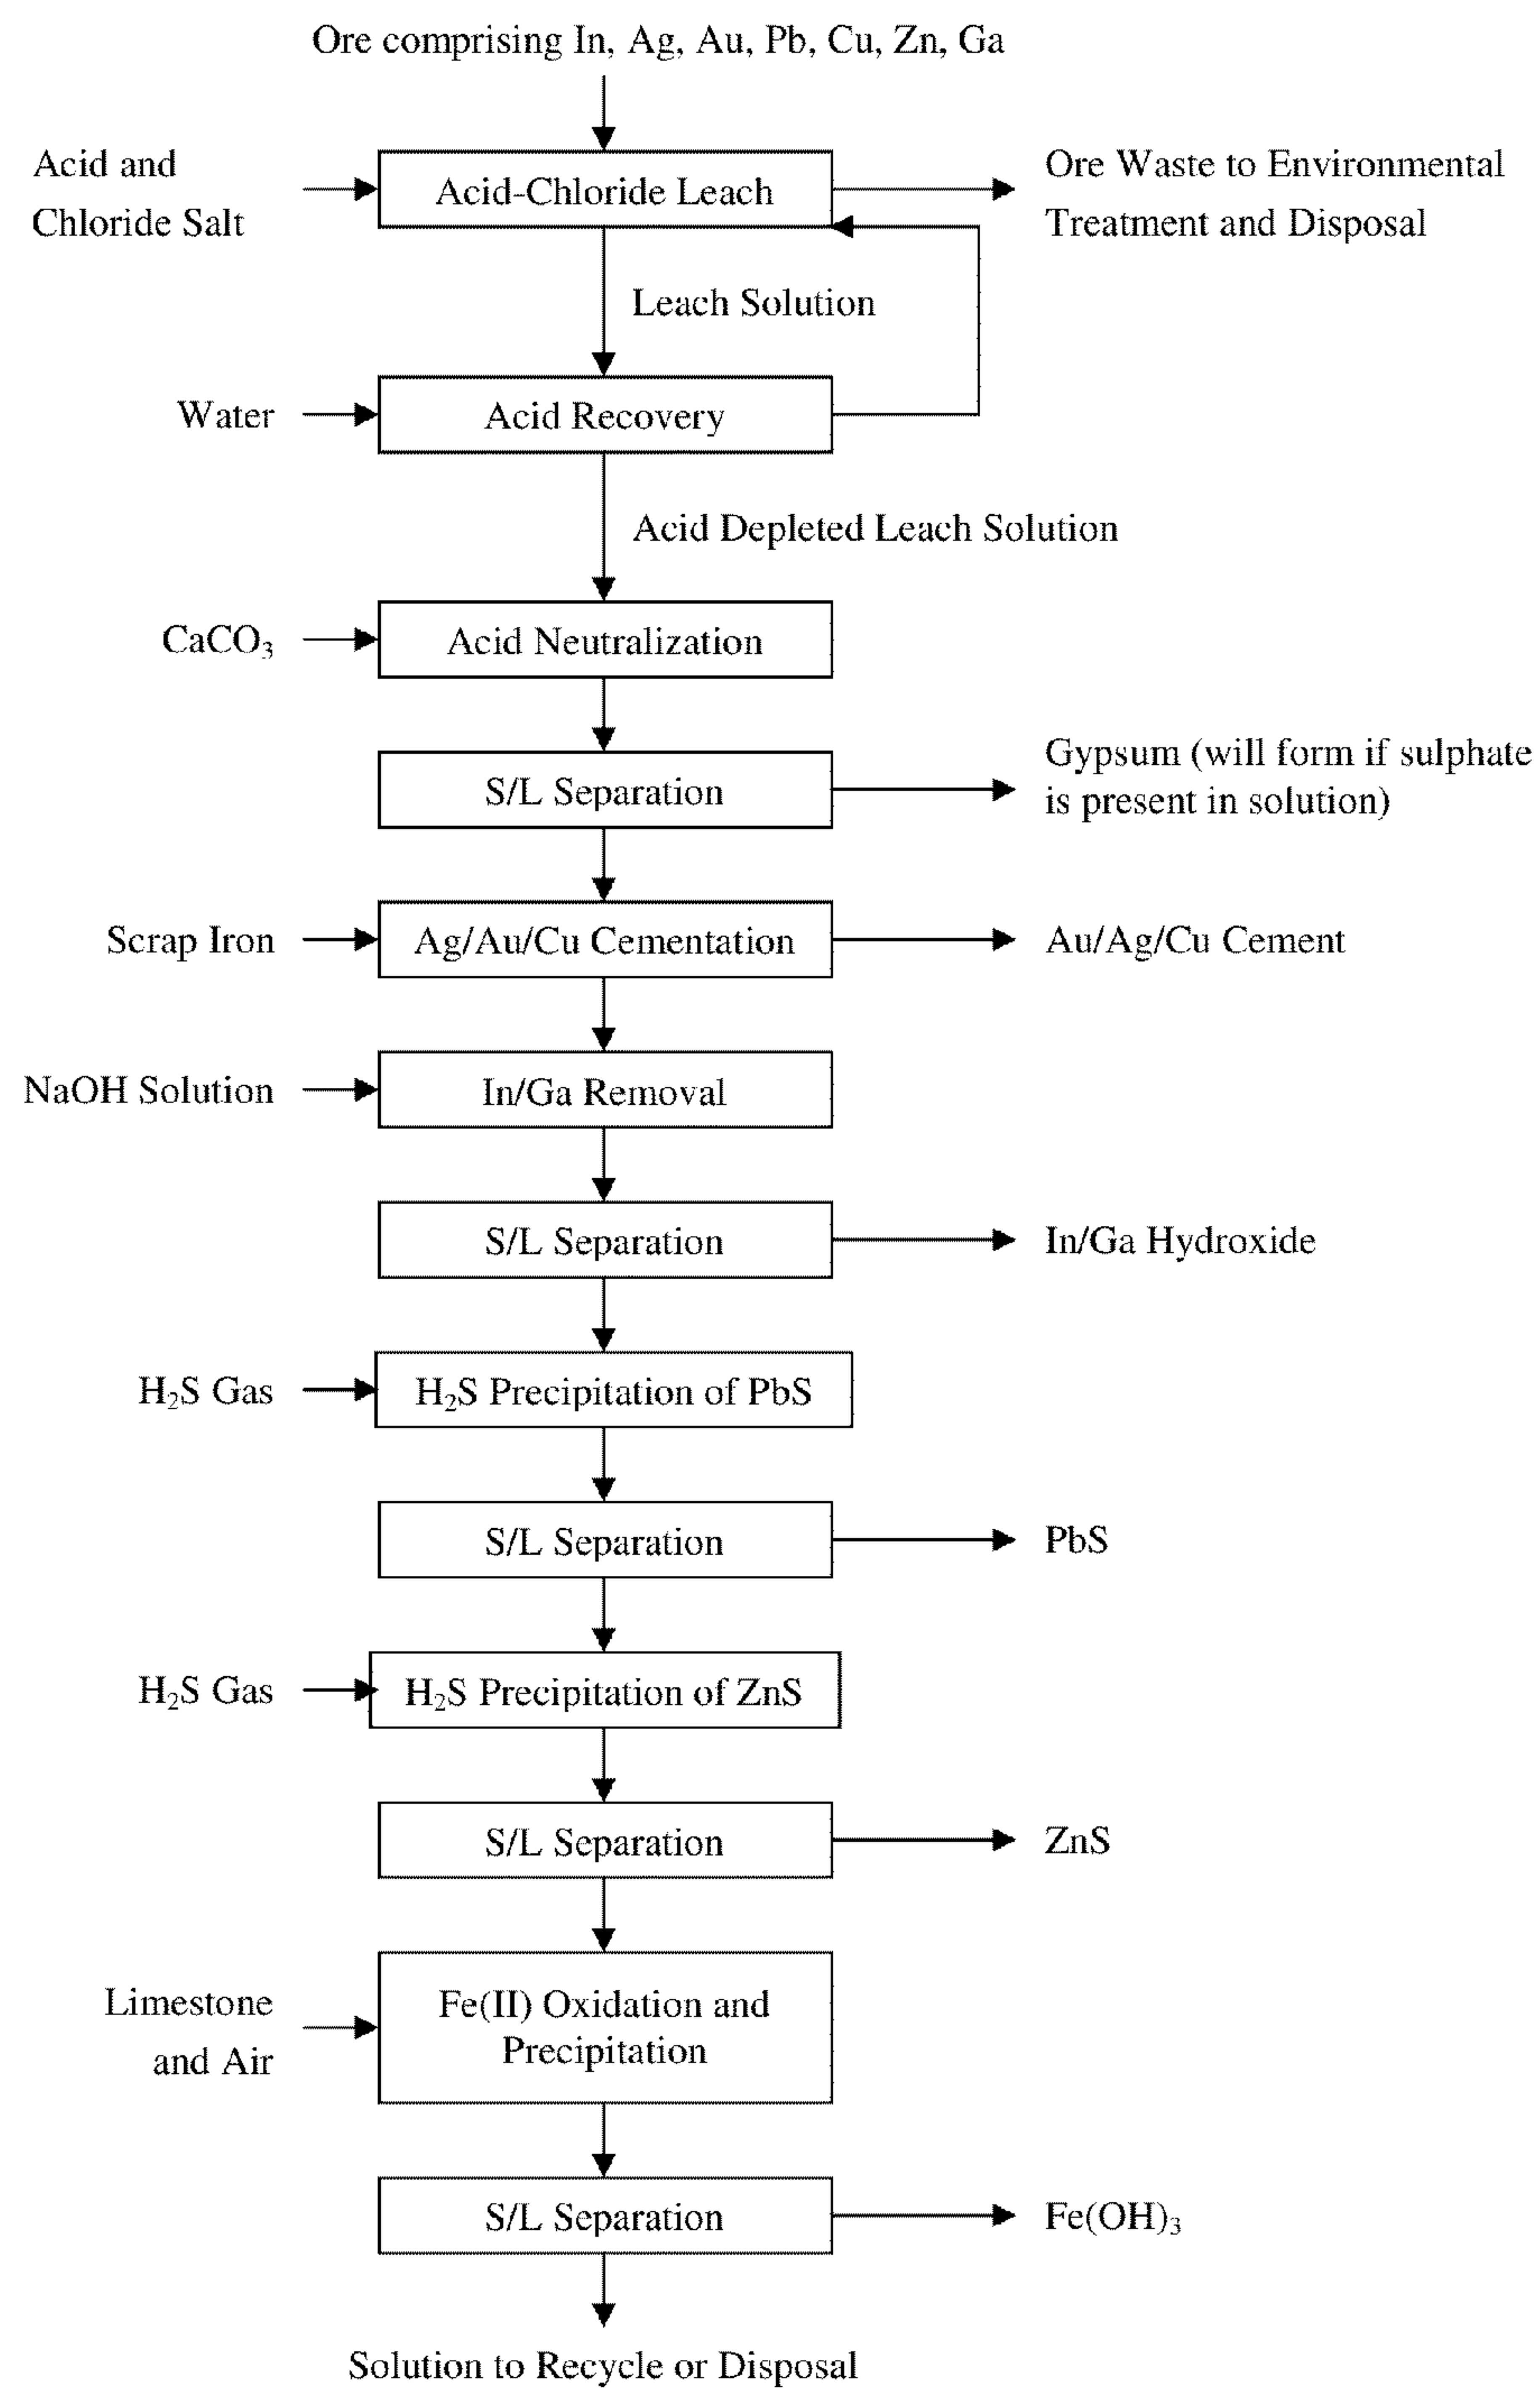 Ore comprising In, Ag, Au, Pb, Cu, Zn, Ga
Acid and
Chloride Salt
Acid-Chloride Leach
Ore Waste to Environmental
Treatment and Disposal
Leach Solution
Water
Acid Recovery
Acid Depleted Leach Solution
CaCO₃
Acid Neutralization
S/L Separation
Gypsum (will form if sulphate
is present in solution)
Scrap Iron
Ag/Au/Cu Cementation
Au/Ag/Cu Cement
NaOH Solution
In/Ga Removal
S/L Separation
In/Ga Hydroxide
H₂S Gas
H₂S Precipitation of PbS
S/L Separation
PbS
H₂S Gas
H₂S Precipitation of ZnS
S/L Separation
ZnS
Limestone
and Air
Fe(II) Oxidation and
Precipitation
S/L Separation
Fe(OH)₃
Solution to Recycle or Disposal